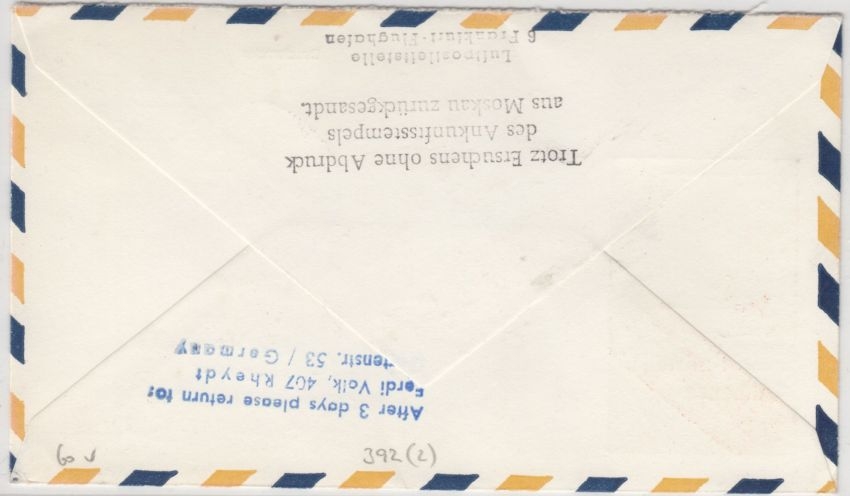 Trotz Ersuchens ohne Abdruck
des Ankunftsstempels
aus Moskau zurückgesandt.
Luftpostleitstelle
6 Frankfurt-Flughafen
After 3 days please return to:
Ferdi Volk, 407 Rheydt
53 / Germany
60 v
392 (2)